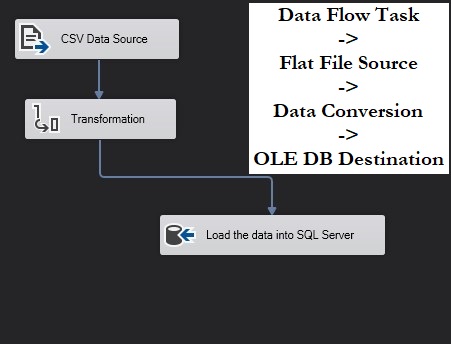 CSV Data Source
Transformation
Load the data into SQL Server
Data Flow Task
->
Flat File Source
->
Data Conversion
->
OLE DB Destination